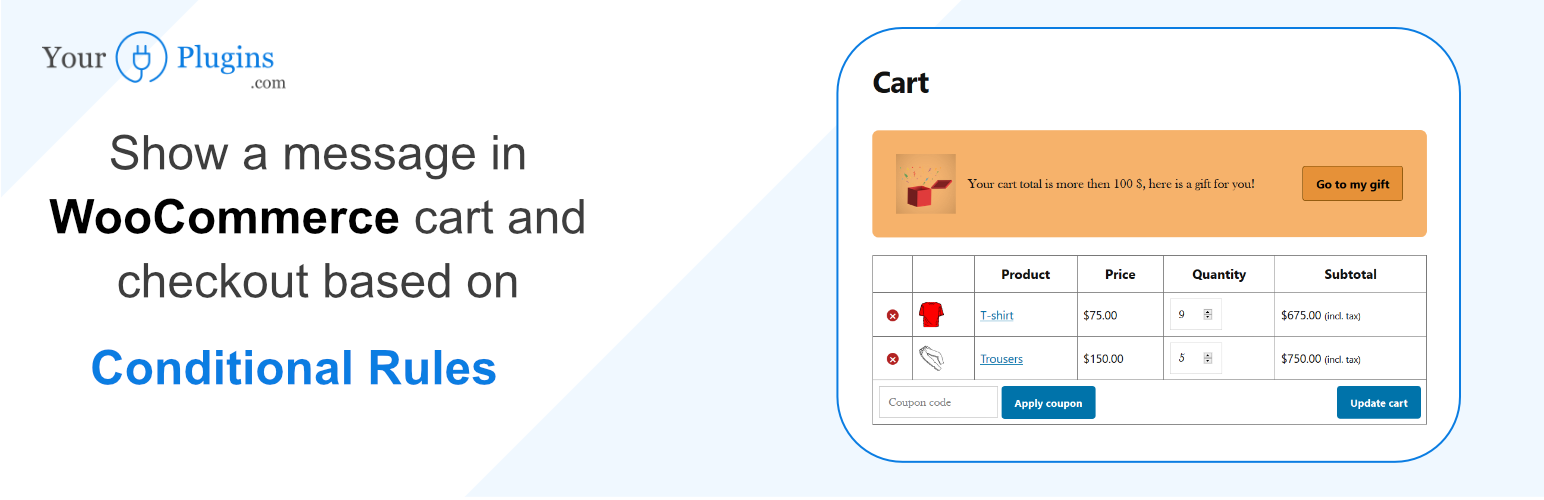 Your Plugins
.com
Show a message in
WooCommerce cart and
checkout based on
Conditional Rules
Cart
Your cart total is more then 100 $, here is a gift for you!
Go to my gift
Product Price Quantity Subtotal
T-shirt $75.00 9 $675.00 (incl. tax)
Trousers $150.00 5 $750.00 (incl. tax)
Coupon code Apply coupon Update cart